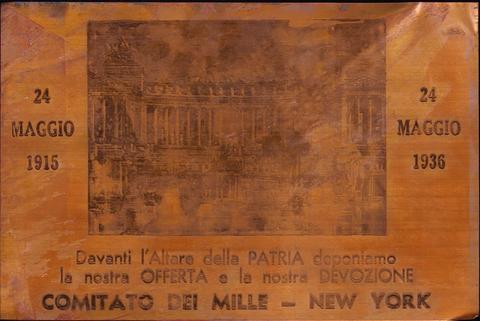 24
MAGGIO
1915
24
MAGGIO
1936
Davanti l'Altare della PATRIA deponiamo
la nostra OFFERTA e la nostra DEVOZIONE
COMITATO DEI MILLE - NEW YORK